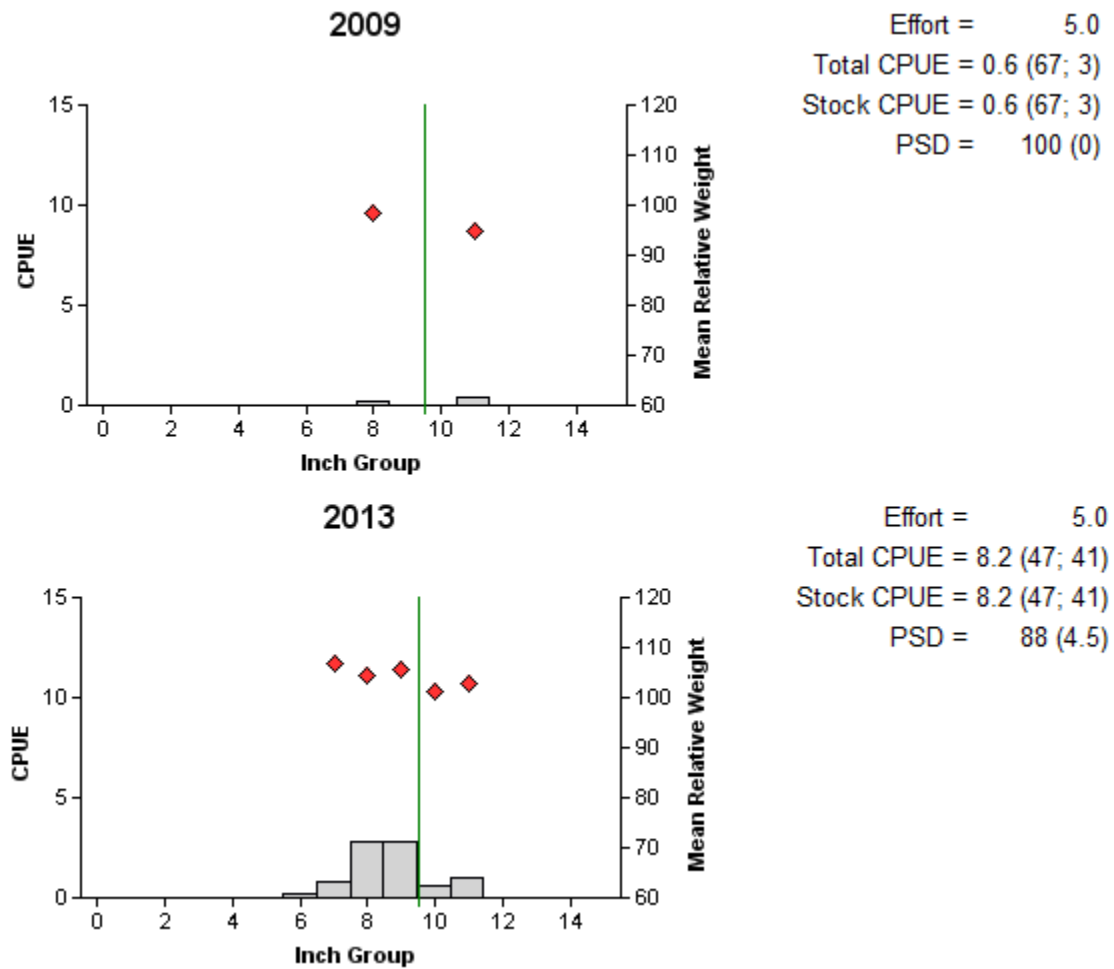 2009
Effort = 5.0
Total CPUE = 0.6 (67; 3)
Stock CPUE = 0.6 (67; 3)
PSD = 100 (0)
15
10
5
0
CPUE
120
110
100
90
80
70
60
Mean Relative Weight
0 2 4 6 8 10 12 14
Inch Group
2013
Effort = 5.0
Total CPUE = 8.2 (47; 41)
Stock CPUE = 8.2 (47; 41)
PSD = 88 (4.5)
15
10
5
0
CPUE
120
110
100
90
80
70
60
Mean Relative Weight
0 2 4 6 8 10 12 14
Inch Group